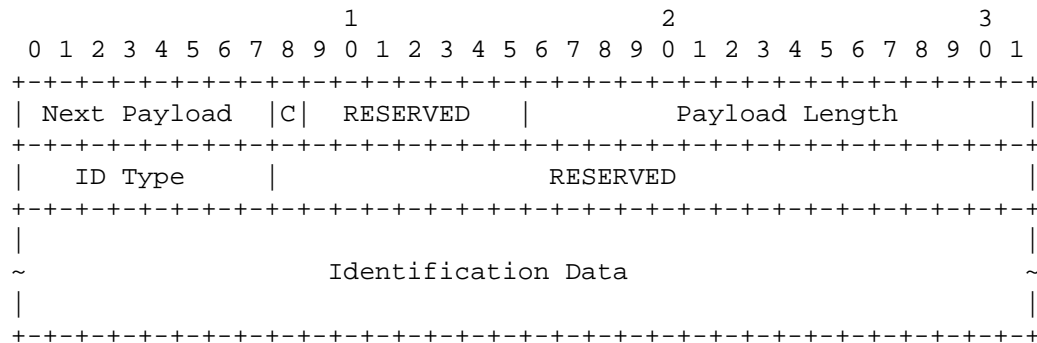 1                   2                   3
 0 1 2 3 4 5 6 7 8 9 0 1 2 3 4 5 6 7 8 9 0 1 2 3 4 5 6 7 8 9 0 1
+-+-+-+-+-+-+-+-+-+-+-+-+-+-+-+-+-+-+-+-+-+-+-+-+-+-+-+-+-+-+-+-+
| Next Payload  |C|  RESERVED   |         Payload Length        |
+-+-+-+-+-+-+-+-+-+-+-+-+-+-+-+-+-+-+-+-+-+-+-+-+-+-+-+-+-+-+-+-+
|   ID Type     |                 RESERVED                      |
+-+-+-+-+-+-+-+-+-+-+-+-+-+-+-+-+-+-+-+-+-+-+-+-+-+-+-+-+-+-+-+-+
|                                                               |
~                   Identification Data                         ~
|                                                               |
+-+-+-+-+-+-+-+-+-+-+-+-+-+-+-+-+-+-+-+-+-+-+-+-+-+-+-+-+-+-+-+-+